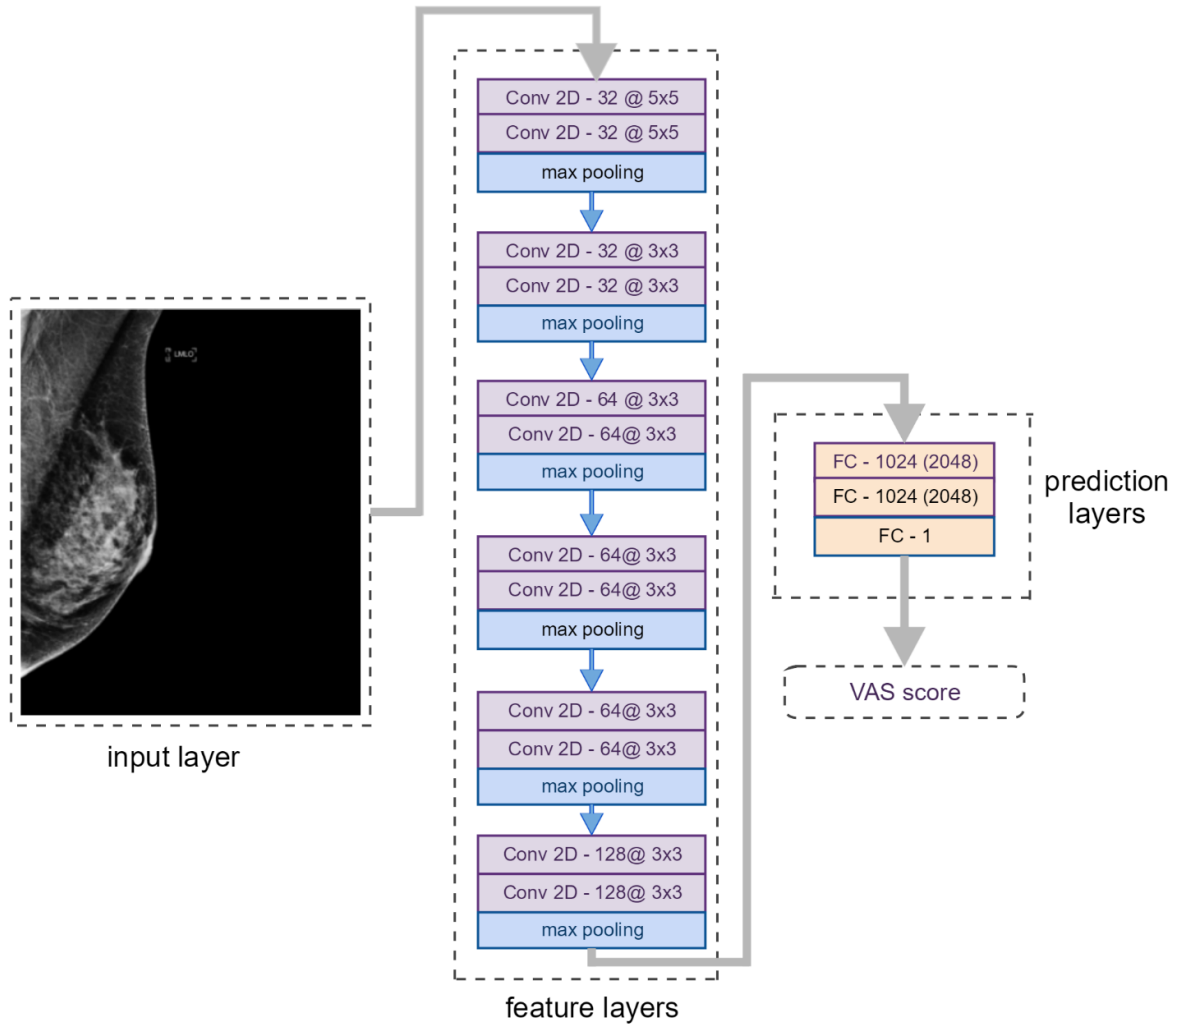 Conv 2D - 32 @ 5x5
Conv 2D - 32 @ 5x5
max pooling
Conv 2D - 32 @ 3x3
Conv 2D - 32 @ 3x3
max pooling
Conv 2D - 64 @ 3x3
Conv 2D - 64@ 3x3
max pooling
Conv 2D - 64@ 3x3
Conv 2D - 64@ 3x3
max pooling
Conv 2D - 64@ 3x3
Conv 2D - 64@ 3x3
max pooling
Conv 2D - 128@ 3x3
Conv 2D - 128@ 3x3
max pooling
feature layers
LMLO
input layer
FC - 1024 (2048)
FC - 1024 (2048)
FC - 1
prediction
layers
VAS score